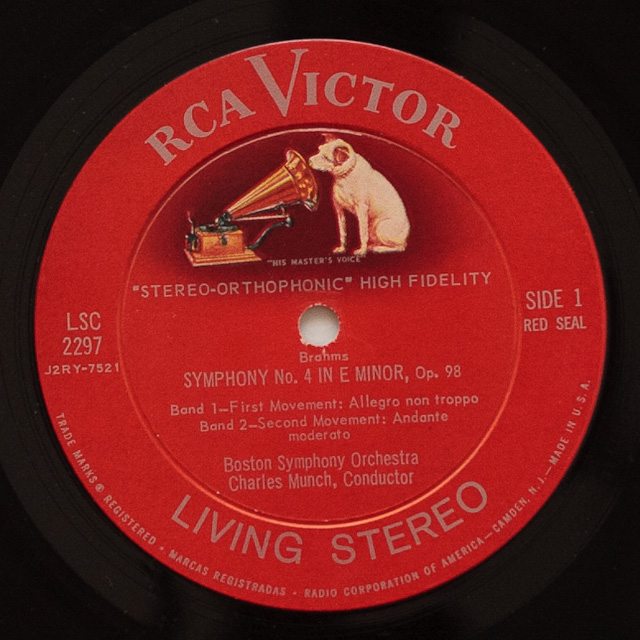 RCA VICTOR
"HIS MASTER'S VOICE"
"STEREO-ORTHOPHONIC" HIGH FIDELITY
LSC
2297
J2RY-7521
SIDE 1
RED SEAL
Brahms
SYMPHONY No. 4 IN E MINOR, Op. 98
Band 1—First Movement: Allegro non troppo
Band 2—Second Movement: Andante
moderato
Boston Symphony Orchestra
Charles Munch, Conductor
LIVING STEREO
TRADE MARKS ® REGISTERED • MARCAS REGISTRADAS • RADIO CORPORATION OF AMERICA—CAMDEN, N. J.—MADE IN U.S.A.